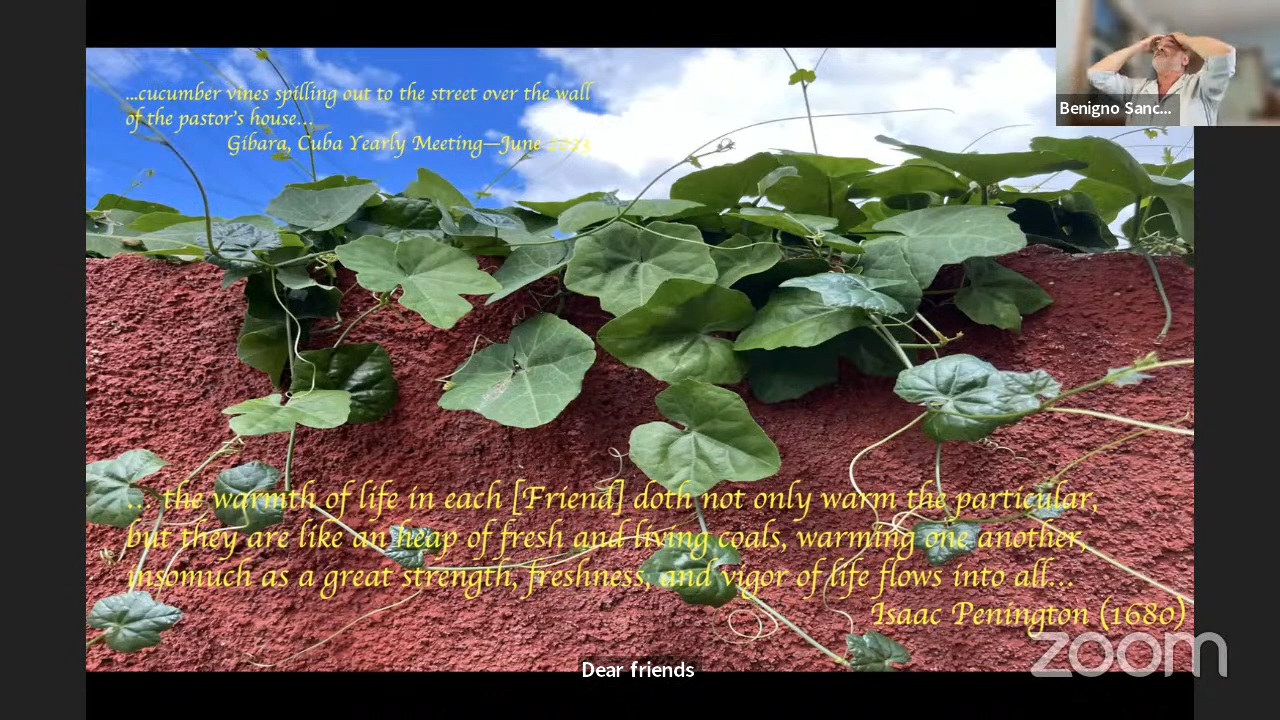 ...cucumber vines spilling out to the street over the wall
of the pastor's house...
Gibara, Cuba Yearly Meeting—June 2023
Benigno Sanc...
... the warmth of life in each [Friend] doth not only warm the particular,
but they are like an heap of fresh and living coals, warming one another,
insomuch as a great strength, freshness, and vigor of life flows into all...
Isaac Penington (1680)
zoom
Dear friends